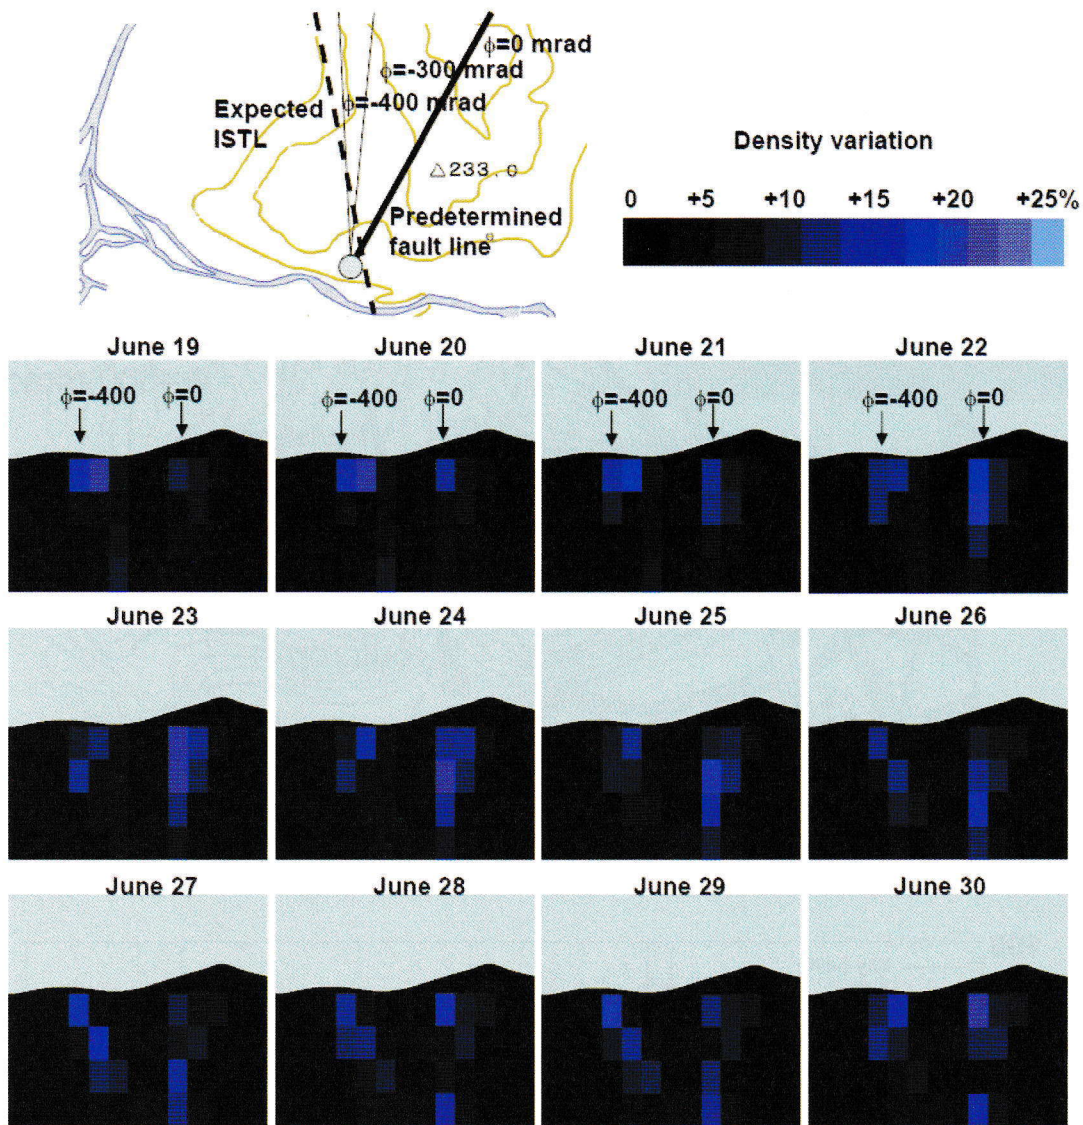 ϕ=0 mrad
ϕ=-300 mrad
ϕ=-400 mrad
Expected
ISTL
△233.0
Predetermined
fault line
Density variation
0 +5 +10 +15 +20 +25%
June 19 June 20 June 21 June 22
ϕ=-400 ϕ=0 ϕ=-400 ϕ=0 ϕ=-400 ϕ=0 ϕ=-400 ϕ=0
June 23 June 24 June 25 June 26
June 27 June 28 June 29 June 30